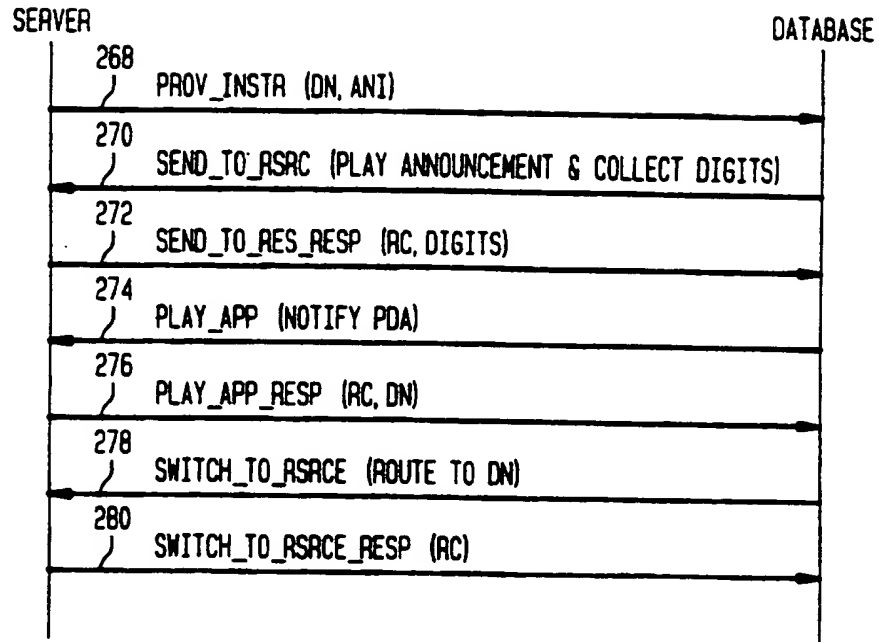 SERVER
DATABASE
268
PROV_INSTR (DN, ANI)
270
SEND_TO_RSRC (PLAY ANNOUNCEMENT & COLLECT DIGITS)
272
SEND_TO_RES_RESP (RC, DIGITS)
274
PLAY_APP (NOTIFY PDA)
276
PLAY_APP_RESP (RC, DN)
278
SWITCH_TO_RSRCE (ROUTE TO DN)
280
SWITCH_TO_RSRCE_RESP (RC)